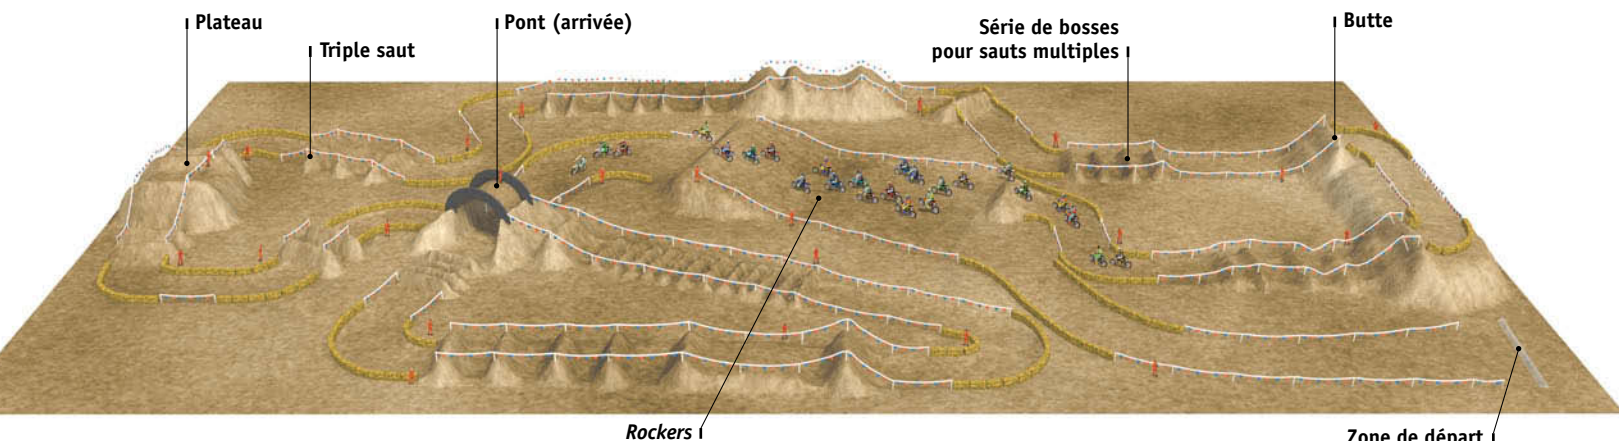 Plateau
Triple saut
Pont (arrivée)
Série de bosses
pour sauts multiples
Butte
Rockers
Zone de départ